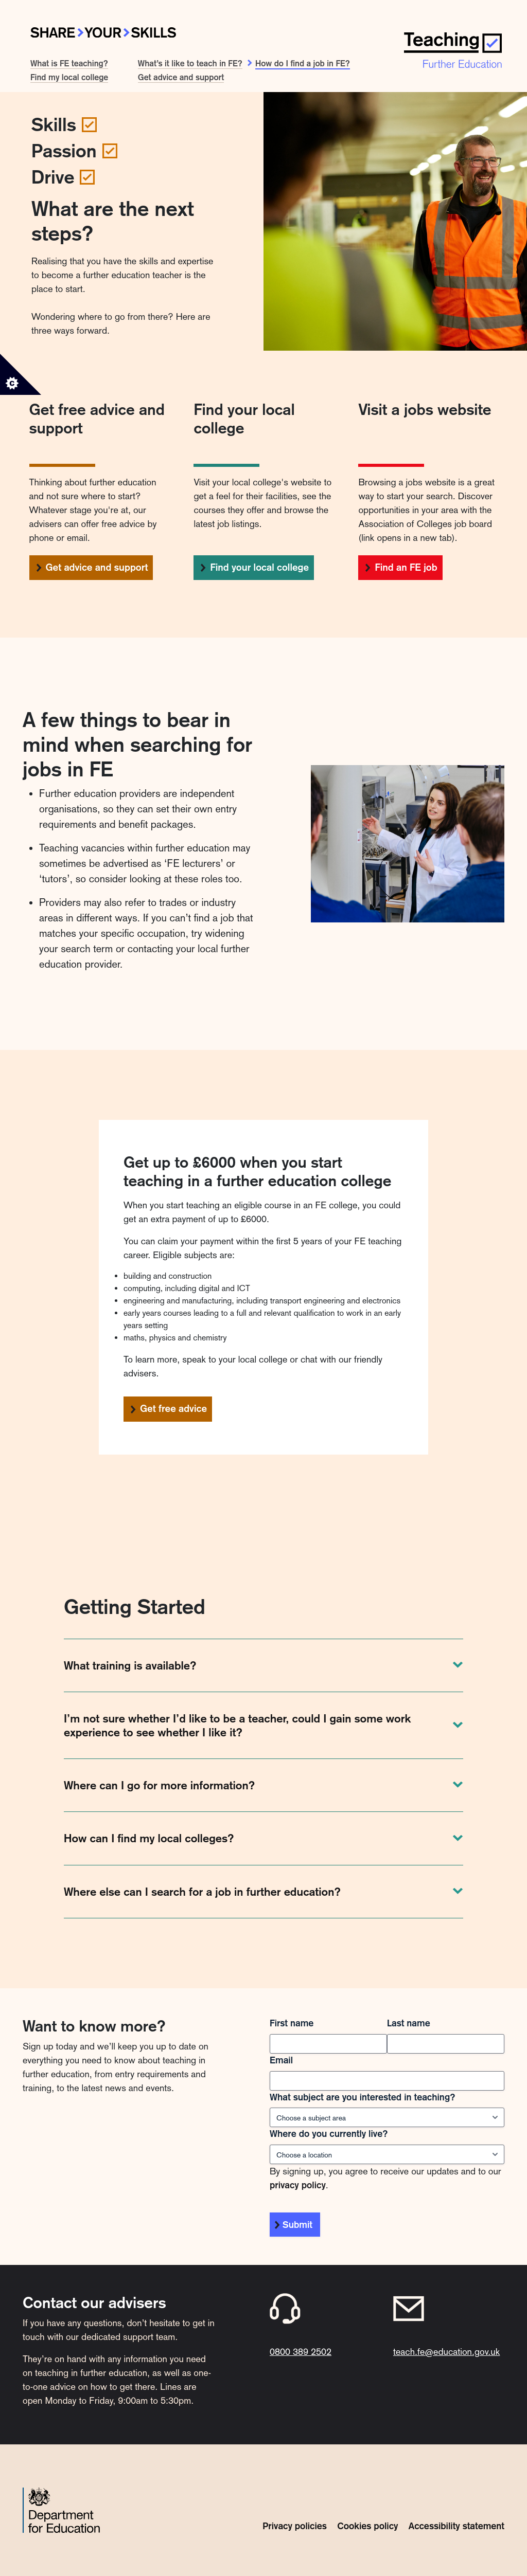 SHARE YOUR SKILLS
What is FE teaching?
What's it like to teach in FE?
How do I find a job in FE?
Find my local college
Get advice and support
Teaching
Further Education
Skills
Passion
Drive
What are the next
steps?
Realising that you have the skills and expertise
to become a further education teacher is the
place to start.
Wondering where to go from there? Here are
three ways forward.
Get free advice and
support
Thinking about further education
and not sure where to start?
Whatever stage you're at, our
advisers can offer free advice by
phone or email.
Get advice and support
Find your local
college
Visit your local college's website to
get a feel for their facilities, see the
courses they offer and browse the
latest job listings.
Find your local college
Visit a jobs website
Browsing a jobs website is a great
way to start your search. Discover
opportunities in your area with the
Association of Colleges job board
(link opens in a new tab).
Find an FE job
A few things to bear in
mind when searching for
jobs in FE
Further education providers are independent
organisations, so they can set their own entry
requirements and benefit packages.
Teaching vacancies within further education may
sometimes be advertised as ‘FE lecturers’ or
‘tutors’, so consider looking at these roles too.
Providers may also refer to trades or industry
areas in different ways. If you can’t find a job that
matches your specific occupation, try widening
your search term or contacting your local further
education provider.
Get up to £6000 when you start
teaching in a further education college
When you start teaching an eligible course in an FE college, you could
get an extra payment of up to £6000.
You can claim your payment within the first 5 years of your FE teaching
career. Eligible subjects are:
building and construction
computing, including digital and ICT
engineering and manufacturing, including transport engineering and electronics
early years courses leading to a full and relevant qualification to work in an early
years setting
maths, physics and chemistry
To learn more, speak to your local college or chat with our friendly
advisers.
Get free advice
Getting Started
What training is available?
I’m not sure whether I’d like to be a teacher, could I gain some work
experience to see whether I like it?
Where can I go for more information?
How can I find my local colleges?
Where else can I search for a job in further education?
Want to know more?
Sign up today and we’ll keep you up to date on
everything you need to know about teaching in
further education, from entry requirements and
training, to the latest news and events.
First name
Last name
Email
What subject are you interested in teaching?
Choose a subject area
Where do you currently live?
Choose a location
By signing up, you agree to receive our updates and to our
privacy policy.
Submit
Contact our advisers
If you have any questions, don’t hesitate to get in
touch with our dedicated support team.
They’re on hand with any information you need
on teaching in further education, as well as one-
to-one advice on how to get there. Lines are
open Monday to Friday, 9:00am to 5:30pm.
0800 389 2502
teach.fe@education.gov.uk
Department
for Education
Privacy policies
Cookies policy
Accessibility statement